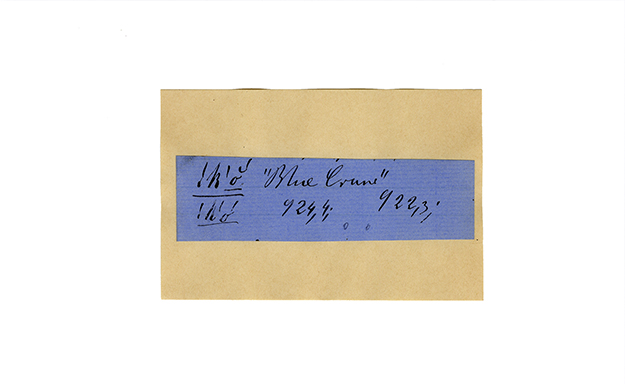 !k'ŏ "Blue Crane"
!k'ŏ 924,4; 922,3;